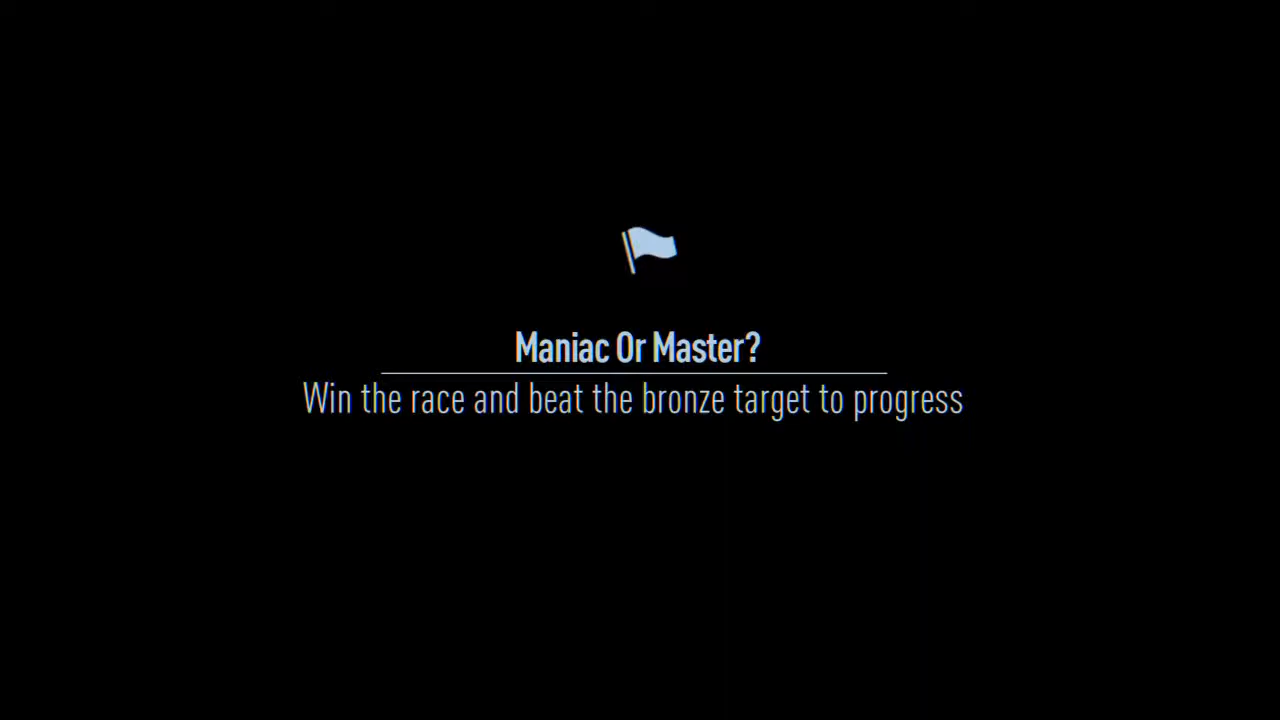 Maniac Or Master?
Win the race and beat the bronze target to progress